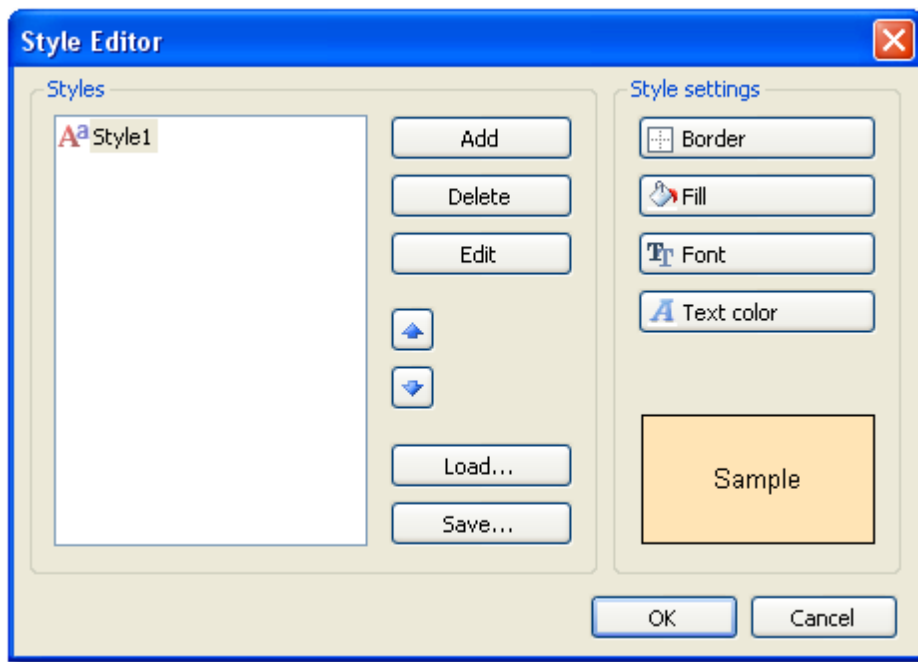 Style Editor
Styles
Style1
Add
Delete
Edit
Load...
Save...
Style settings
Border
Fill
Font
Text color
Sample
OK
Cancel